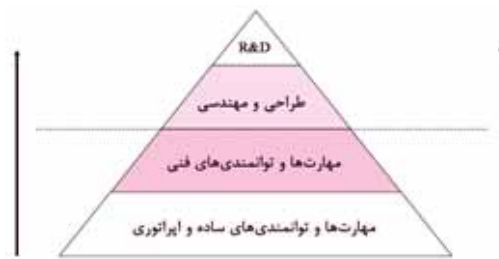 R&D
طراحی و مهندسی
مهارت‌ها و توانمندی‌های فنی
مهارت‌ها و توانمندی‌های ساده و اپراتوری